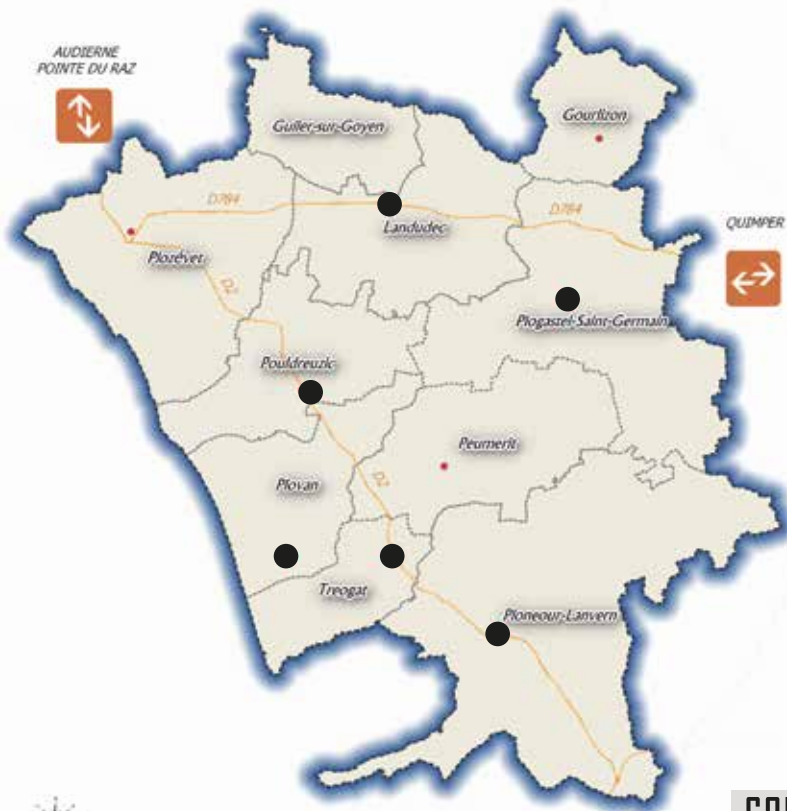 AUDIERNE
POINTE DU RAZ
Guiler-sur-Goyen
Gourlizon
D784
D784
Landudec
QUIMPER
Plozévet
D2
Plogastel-Saint-Germain
Pouldreuzic
Peumerit
D2
Plovan
Treogat
Ploneour-Lanvern